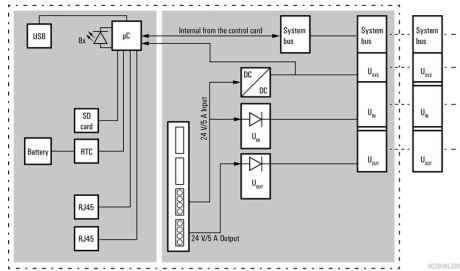 USB
8x
µC
Internal from the control card
System
bus
System
bus
System
bus
DC
DC
U SYS
U SYS
24 V/5 A Input
SD
card
U IN
U IN
U IN
Battery
RTC
U OUT
U OUT
U OUT
RJ45
RJ45
24 V/5 A Output
UC20-WL200